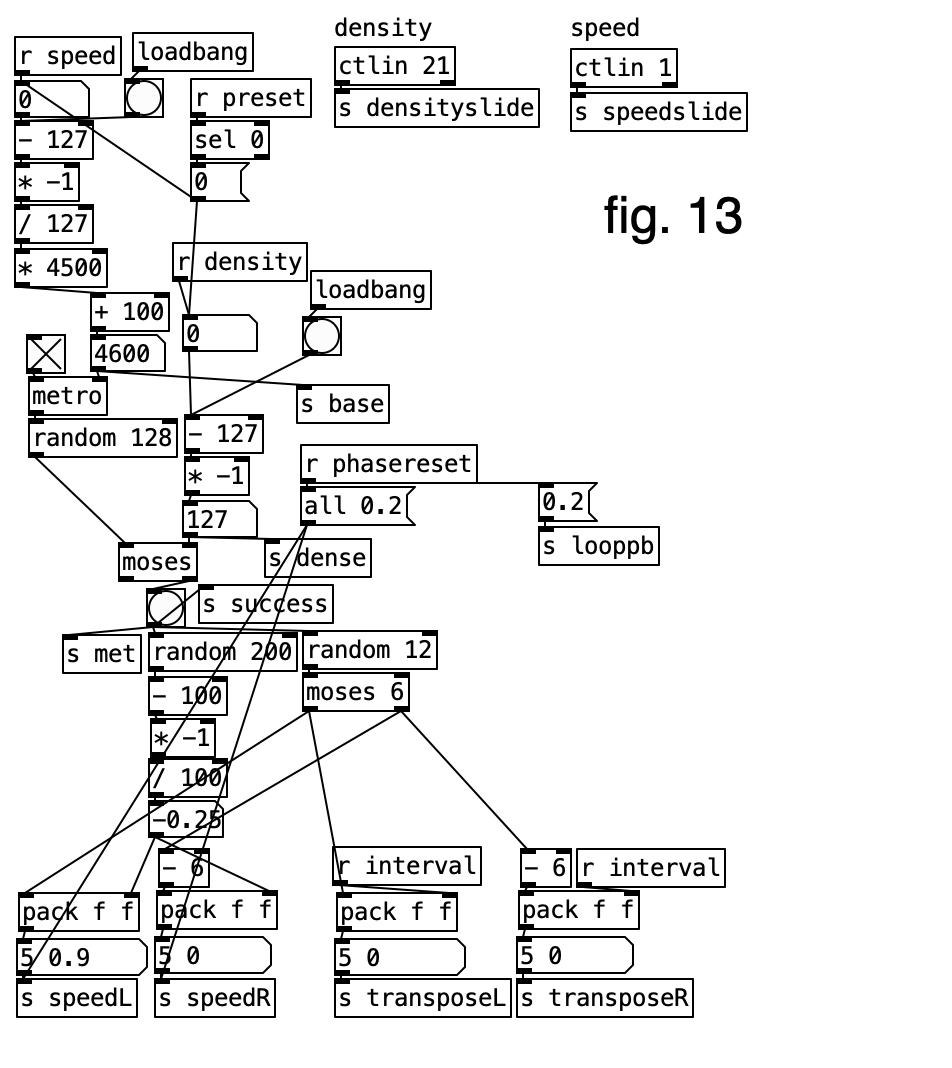 density
speed
r speed
loadbang
ctlin 21
ctlin 1
0
r preset
s densityslide
s speedslide
- 127
sel 0
* -1
0
/ 127
fig. 13
* 4500
r density
loadbang
+ 100
0
4600
metro
s base
random 128
- 127
r phasereset
* -1
all 0.2
0.2
127
s looppb
moses
s dense
s success
s met
random 200
random 12
- 100
moses 6
* -1
/ 100
-0.25
- 6
r interval
- 6
r interval
pack f f
pack f f
pack f f
pack f f
5 0.9
5 0
5 0
5 0
s speedL
s speedR
s transposeL
s transposeR